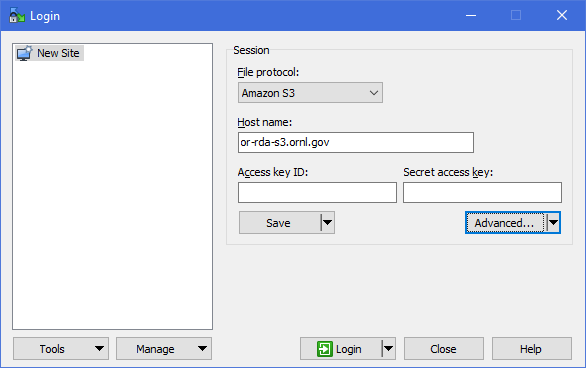 Login
New Site
Session
File protocol:
Amazon S3
Host name:
or-rda-s3.ornl.gov
Access key ID: Secret access key:
Save Advanced...
Tools Manage Login Close Help